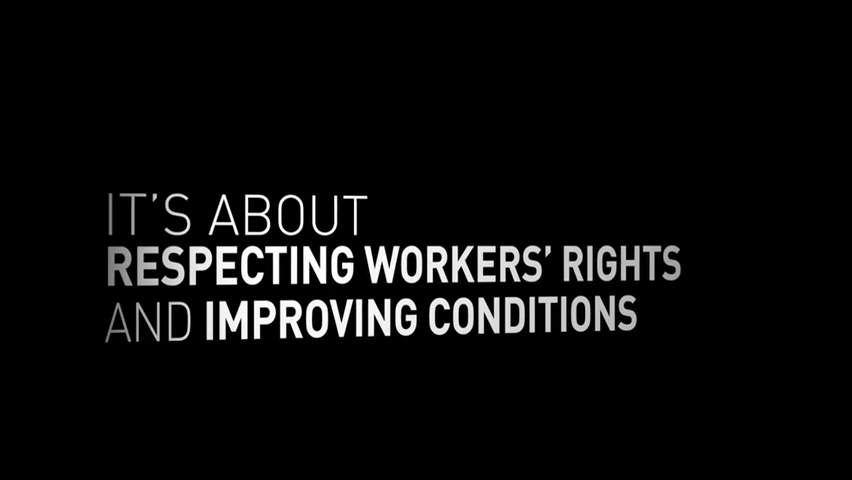 IT’S ABOUT
RESPECTING WORKERS’ RIGHTS
AND IMPROVING CONDITIONS